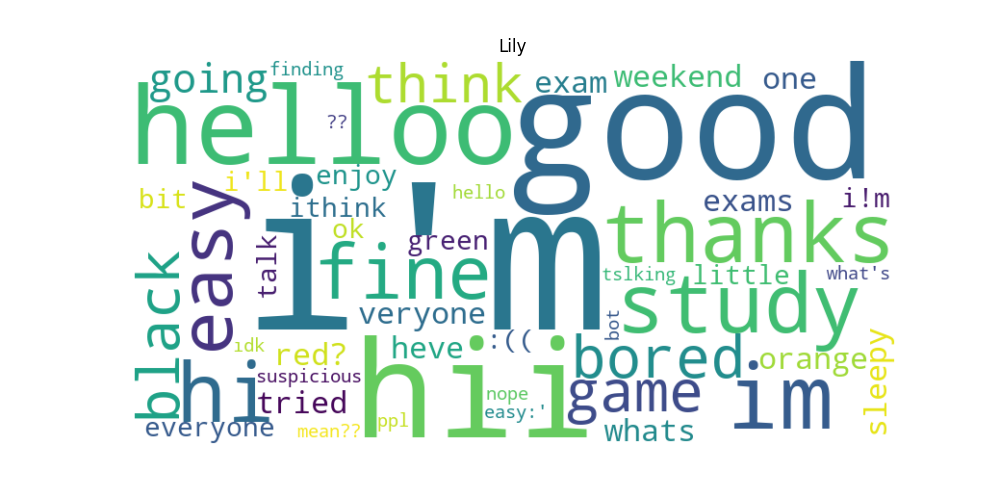 Lily
going finding think exam weekend one
helloo ?? good
bit i'll enjoy hello exams i!m
easy i'm ithink ok green thanks
black talk fine tslking little what's
veryone bot study
idk red? heve :(( bored orange sleepy
hi suspicious hii nope game im
tried easy:'
everyone mean?? ppl whats